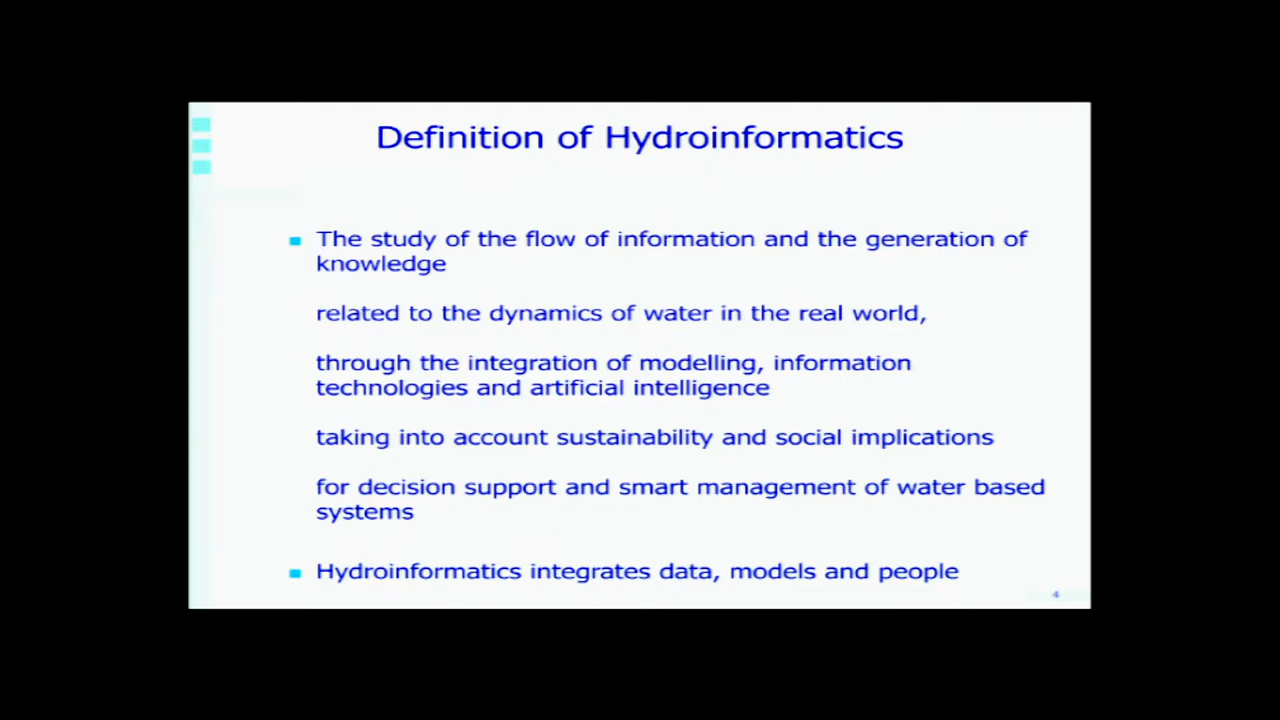 Definition of Hydroinformatics
The study of the flow of information and the generation of
knowledge
related to the dynamics of water in the real world,
through the integration of modelling, information
technologies and artificial intelligence
taking into account sustainability and social implications
for decision support and smart management of water based
systems
Hydroinformatics integrates data, models and people
4